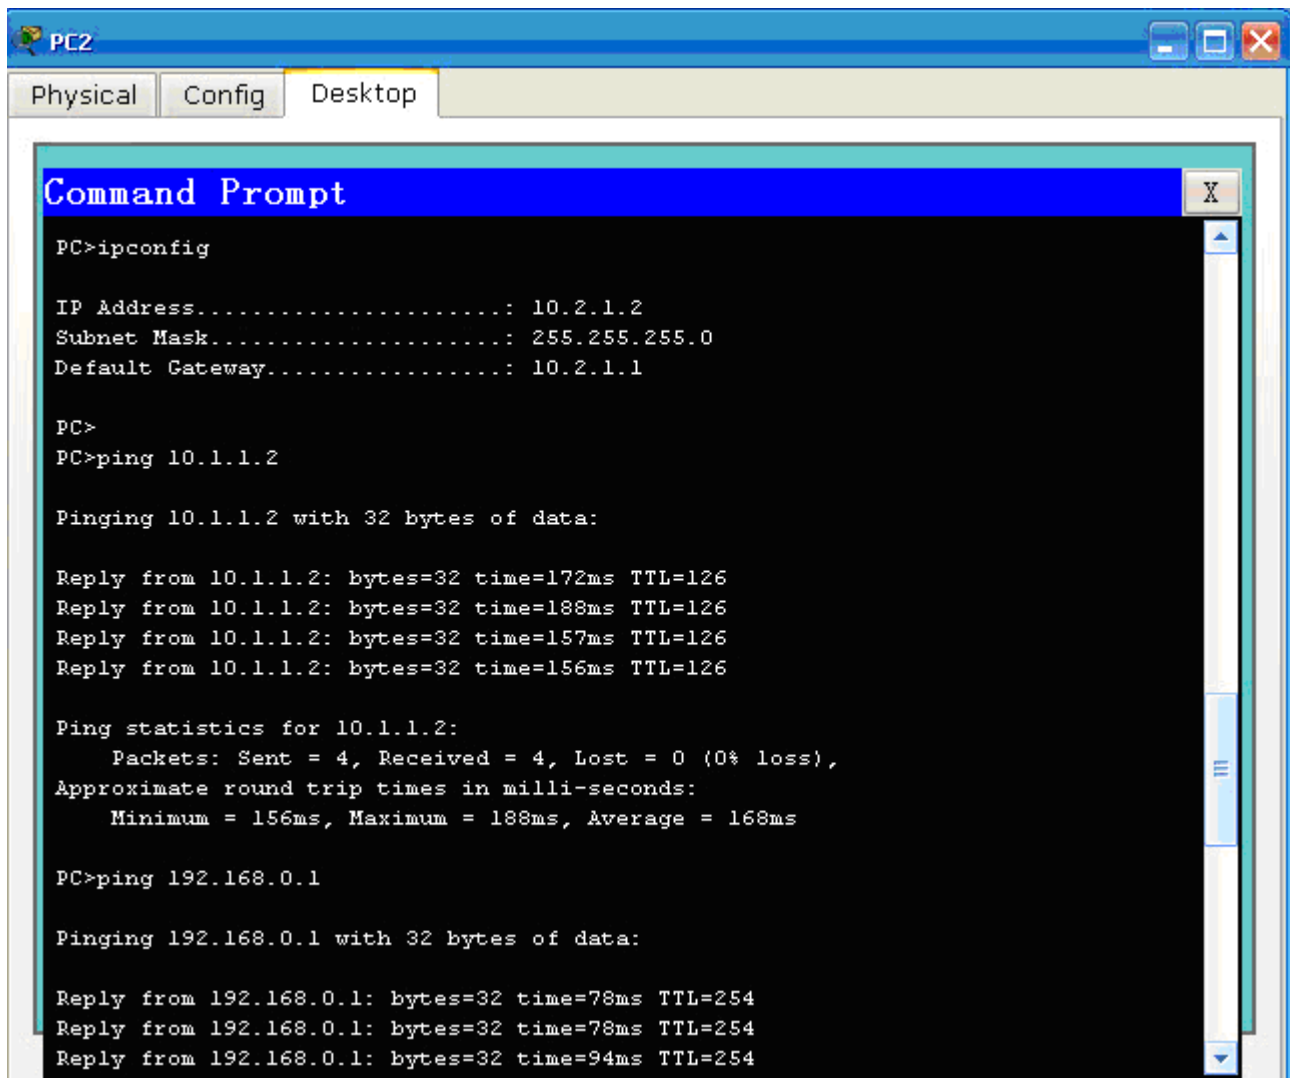 PC2
Physical Config Desktop
Command Prompt X
PC>ipconfig
IP Address......................: 10.2.1.2
Subnet Mask.....................: 255.255.255.0
Default Gateway.................: 10.2.1.1
PC>
PC>ping 10.1.1.2
Pinging 10.1.1.2 with 32 bytes of data:
Reply from 10.1.1.2: bytes=32 time=172ms TTL=126
Reply from 10.1.1.2: bytes=32 time=188ms TTL=126
Reply from 10.1.1.2: bytes=32 time=157ms TTL=126
Reply from 10.1.1.2: bytes=32 time=156ms TTL=126
Ping statistics for 10.1.1.2:
Packets: Sent = 4, Received = 4, Lost = 0 (0% loss),
Approximate round trip times in milli-seconds:
Minimum = 156ms, Maximum = 188ms, Average = 168ms
PC>ping 192.168.0.1
Pinging 192.168.0.1 with 32 bytes of data:
Reply from 192.168.0.1: bytes=32 time=78ms TTL=254
Reply from 192.168.0.1: bytes=32 time=78ms TTL=254
Reply from 192.168.0.1: bytes=32 time=94ms TTL=254